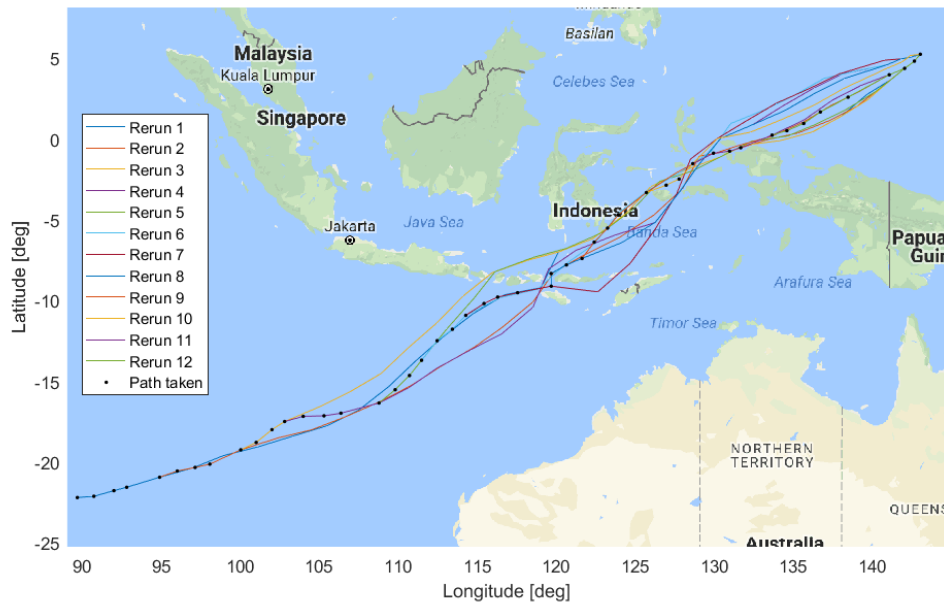 Basilan
Malaysia
Kuala Lumpur
Celebes Sea
Singapore
Rerun 1
Rerun 2
Rerun 3
Rerun 4
Rerun 5
Rerun 6
Rerun 7
Rerun 8
Rerun 9
Rerun 10
Rerun 11
Rerun 12
Path taken
Jakarta
Java Sea
Indonesia
Banda Sea
Papua
Guin
Arafura Sea
Timor Sea
NORTHERN
TERRITORY
QUEENS
Australia
5
0
-5
-10
-15
-20
-25
Latitude [deg]
90 95 100 105 110 115 120 125 130 135 140
Longitude [deg]